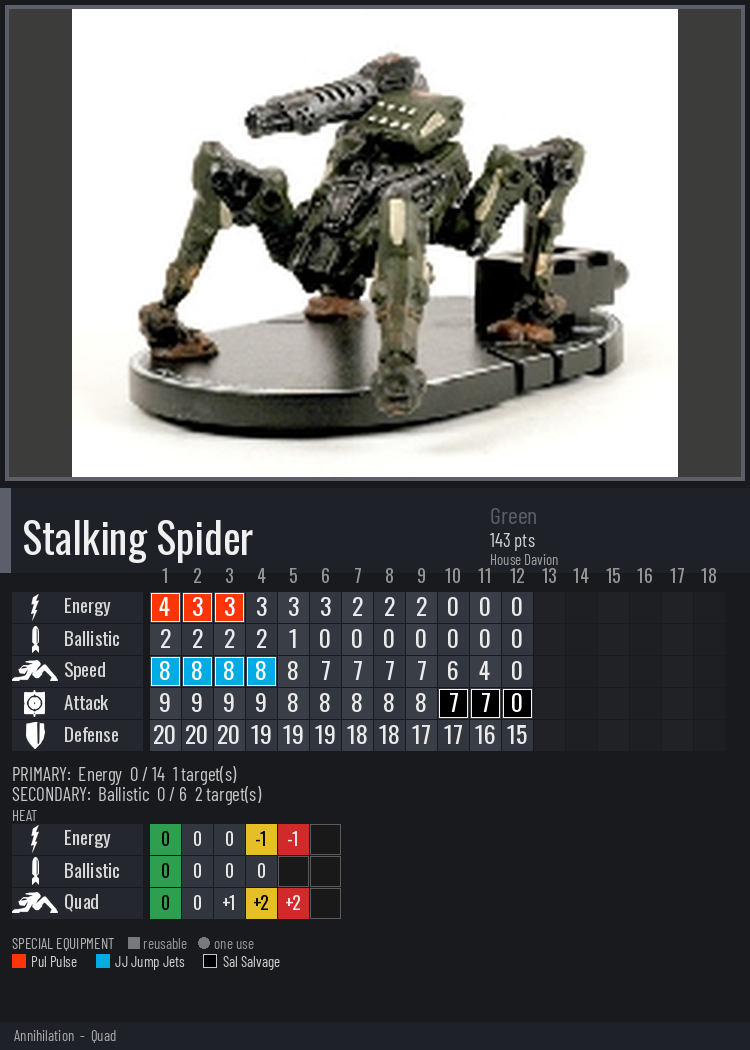 Stalking Spider
Green
143 pts
House Davion
1 2 3 4 5 6 7 8 9 10 11 12 13 14 15 16 17 18
Energy 4 3 3 3 3 3 2 2 2 0 0 0
Ballistic 2 2 2 2 1 0 0 0 0 0 0 0
Speed 8 8 8 8 8 7 7 7 7 6 4 0
Attack 9 9 9 9 8 8 8 8 8 7 7 0
Defense 20 20 20 19 19 19 18 18 17 17 16 15
PRIMARY: Energy 0 / 14 1 target(s)
SECONDARY: Ballistic 0 / 6 2 target(s)
HEAT
Energy 0 0 0 -1 -1
Ballistic 0 0 0 0
Quad 0 0 +1 +2 +2
SPECIAL EQUIPMENT reusable one use
Pul Pulse JJ Jump Jets Sal Salvage
Annihilation - Quad